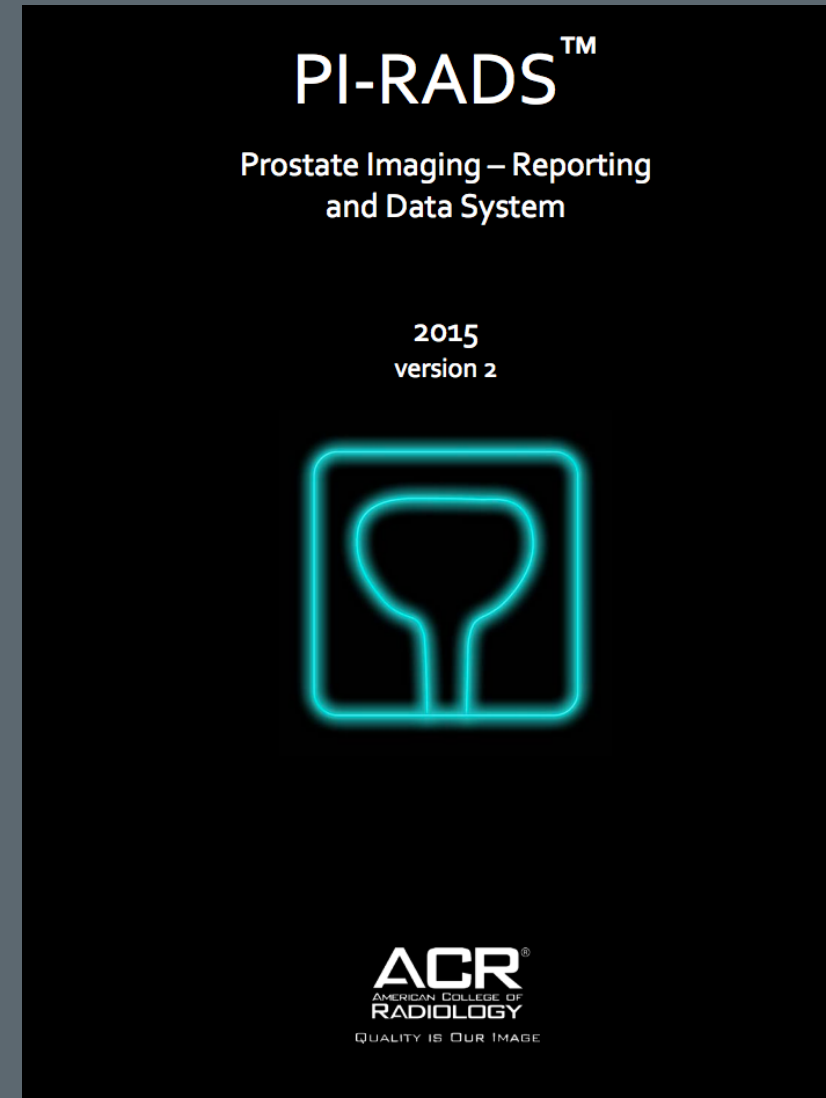 PI-RADS™
Prostate Imaging – Reporting
and Data System
2015
version 2
ACR®
AMERICAN COLLEGE OF
RADIOLOGY
QUALITY IS OUR IMAGE